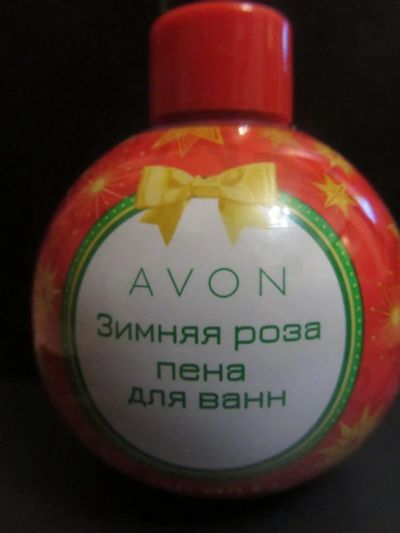 AVON
Зимняя роза
пена
для ванн